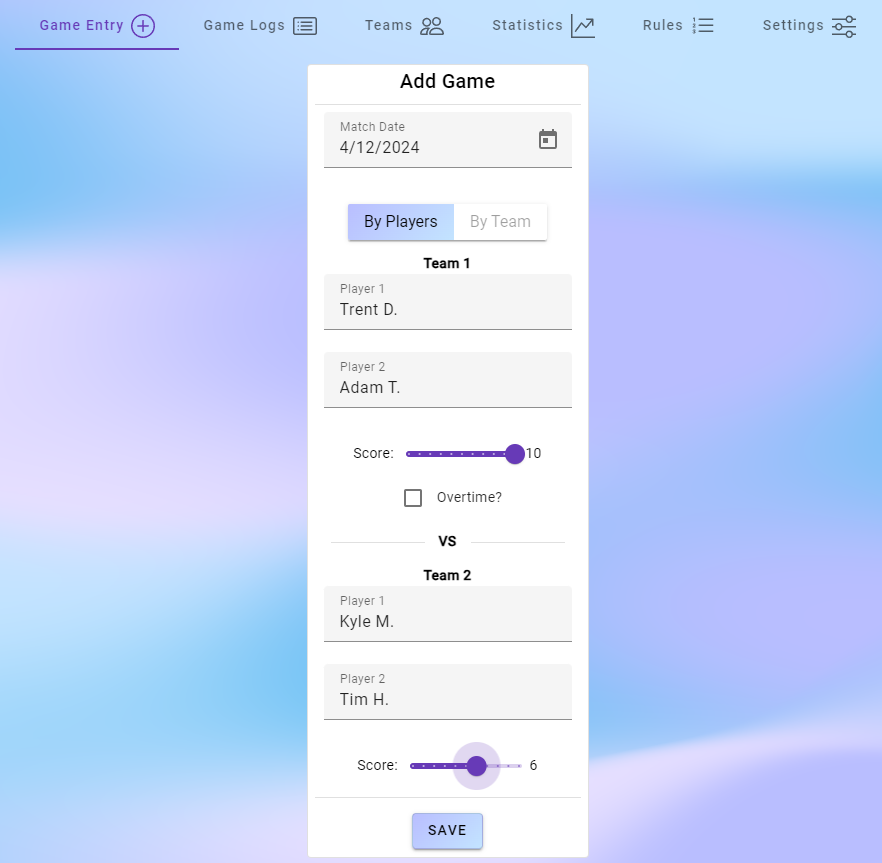 Game Entry Game Logs Teams Statistics Rules Settings
Add Game
Match Date
4/12/2024
By Players By Team
Team 1
Player 1
Trent D.
Player 2
Adam T.
Score: 10
Overtime?
VS
Team 2
Player 1
Kyle M.
Player 2
Tim H.
Score: 6
SAVE